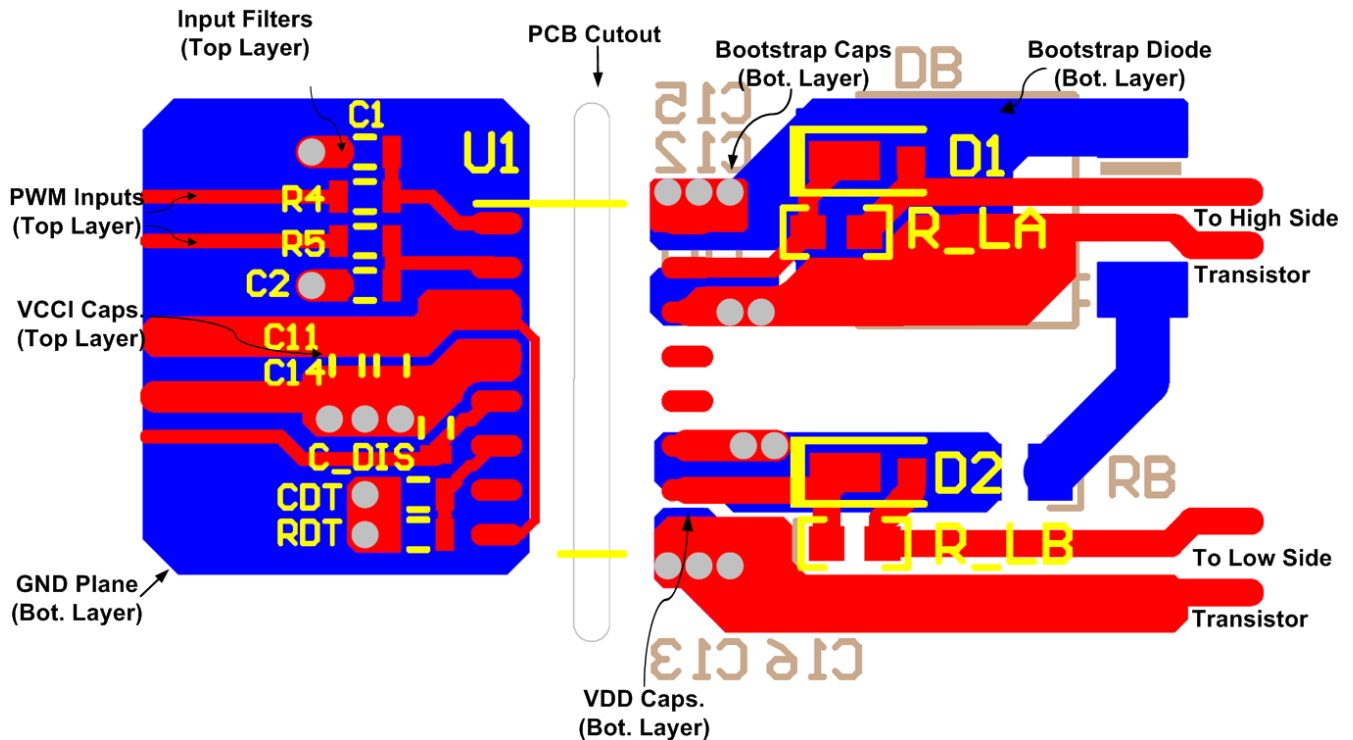 Input Filters
(Top Layer)
PCB Cutout
Bootstrap Caps
(Bot. Layer)
Bootstrap Diode
(Bot. Layer)
DB
C15
C12
C1
U1
D1
PWM Inputs
(Top Layer)
R4
R5
C2
R_LA
To High Side
Transistor
VCCI Caps.
(Top Layer)
C11
C14
C_DIS
CDT
RDT
D2
RB
R_LB
To Low Side
Transistor
GND Plane
(Bot. Layer)
C13
C16
VDD Caps.
(Bot. Layer)